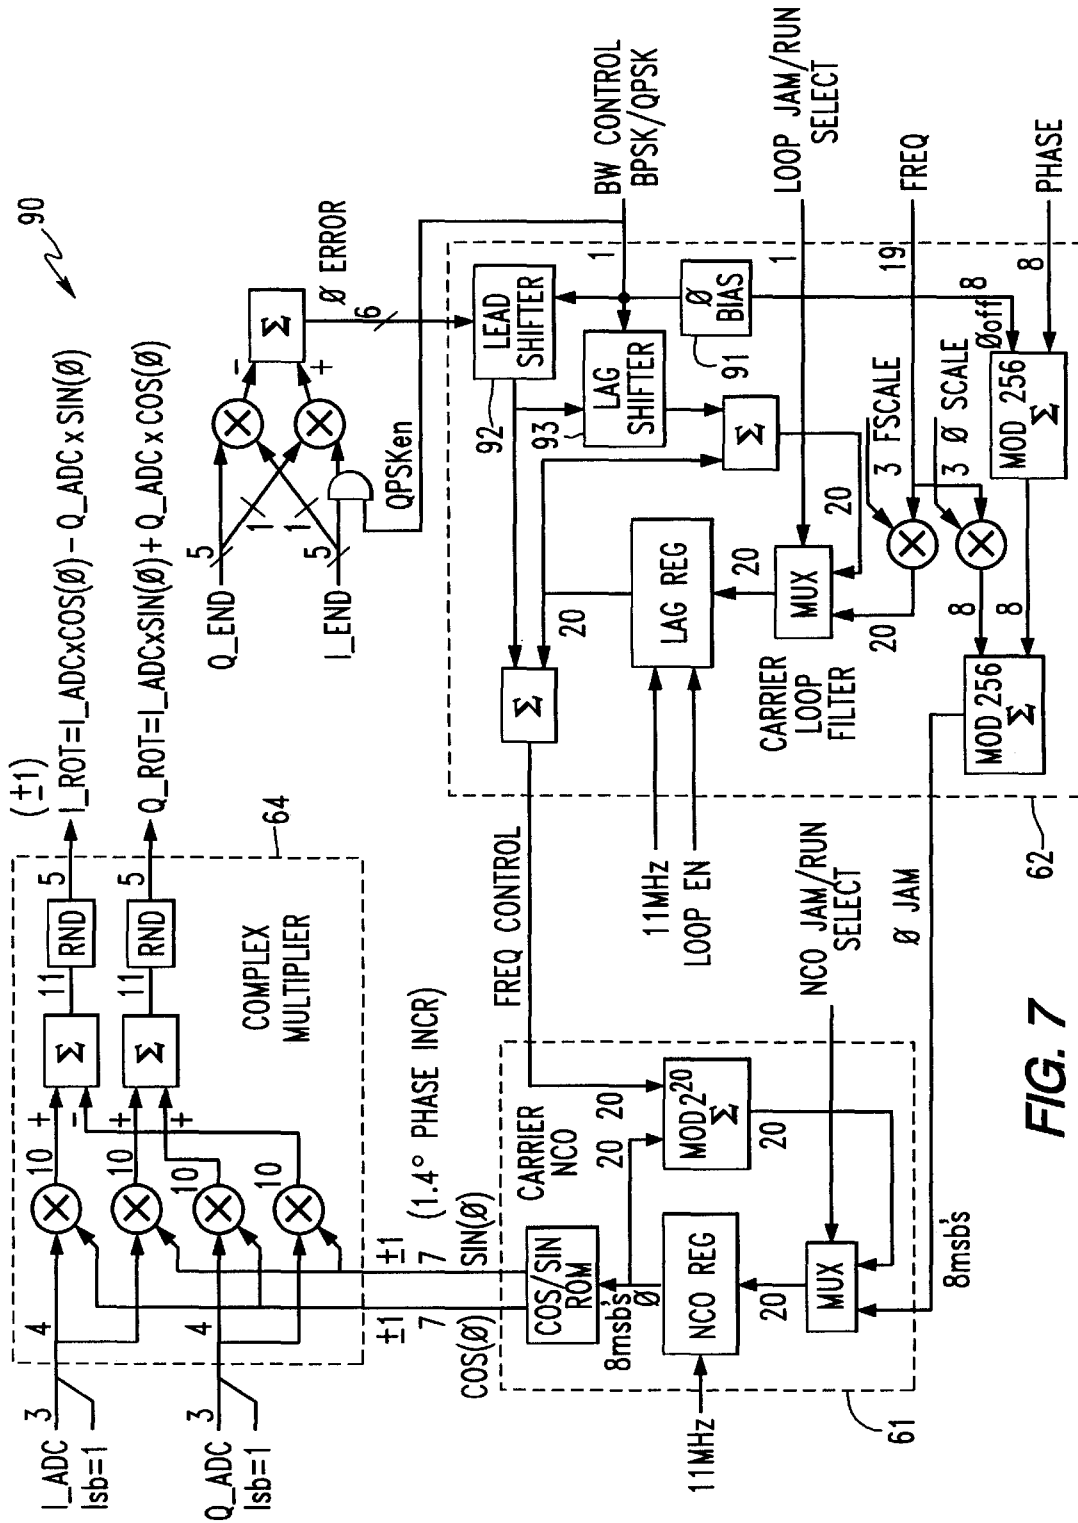 90
(±1)
I_ROT=I_ADCxCOS(Ø) – Q_ADC x SIN(Ø)
Q_ROT=I_ADCxSIN(Ø)+ Q_ADC x COS(Ø)
64
I_ADC
lsb=1
3
4
Q_ADC
lsb=1
3
4
10
10
10
10
+
-
+
+
Σ
Σ
11
11
RND
RND
5
5
COMPLEX
MULTIPLIER
±1
7
COS(Ø)
±1
7
SIN(Ø)
(1.4° PHASE INCR)
Q_END
5
1
I_END
5
1
QPSKen
-
+
Σ
6
Ø ERROR
BW CONTROL
BPSK/QPSK
1
LOOP JAM/RUN
SELECT
1
FREQ
19
PHASE
8
LEAD
SHIFTER
92
LAG
SHIFTER
93
Ø
BIAS
91
8
Øoff
Σ
Σ
20
20
LAG REG
20
MUX
20
CARRIER
LOOP
FILTER
3 FSCALE
3 Ø SCALE
MOD 256
Σ
8
8
MOD 256
Σ
62
11MHz
LOOP EN
FREQ CONTROL
Ø JAM
NCO JAM/RUN
SELECT
CARRIER
NCO
COS/SIN
ROM
8msb's
Ø
20
20
MOD 2²⁰
Σ
20
NCO REG
20
MUX
8msb's
11MHz
61
FIG. 7